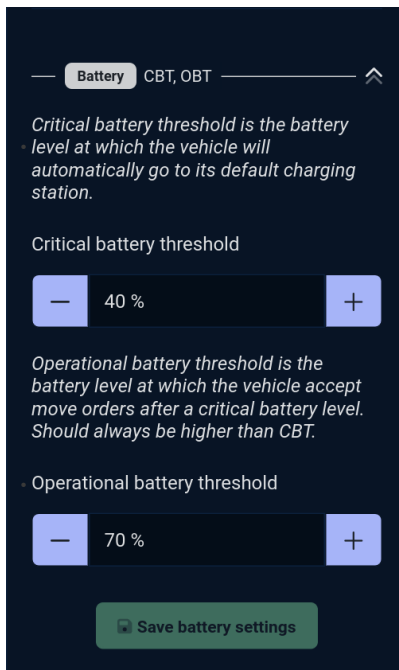 Battery CBT, OBT
Critical battery threshold is the battery
level at which the vehicle will
automatically go to its default charging
station.
Critical battery threshold
40 %
Operational battery threshold is the
battery level at which the vehicle accept
move orders after a critical battery level.
Should always be higher than CBT.
Operational battery threshold
70 %
Save battery settings